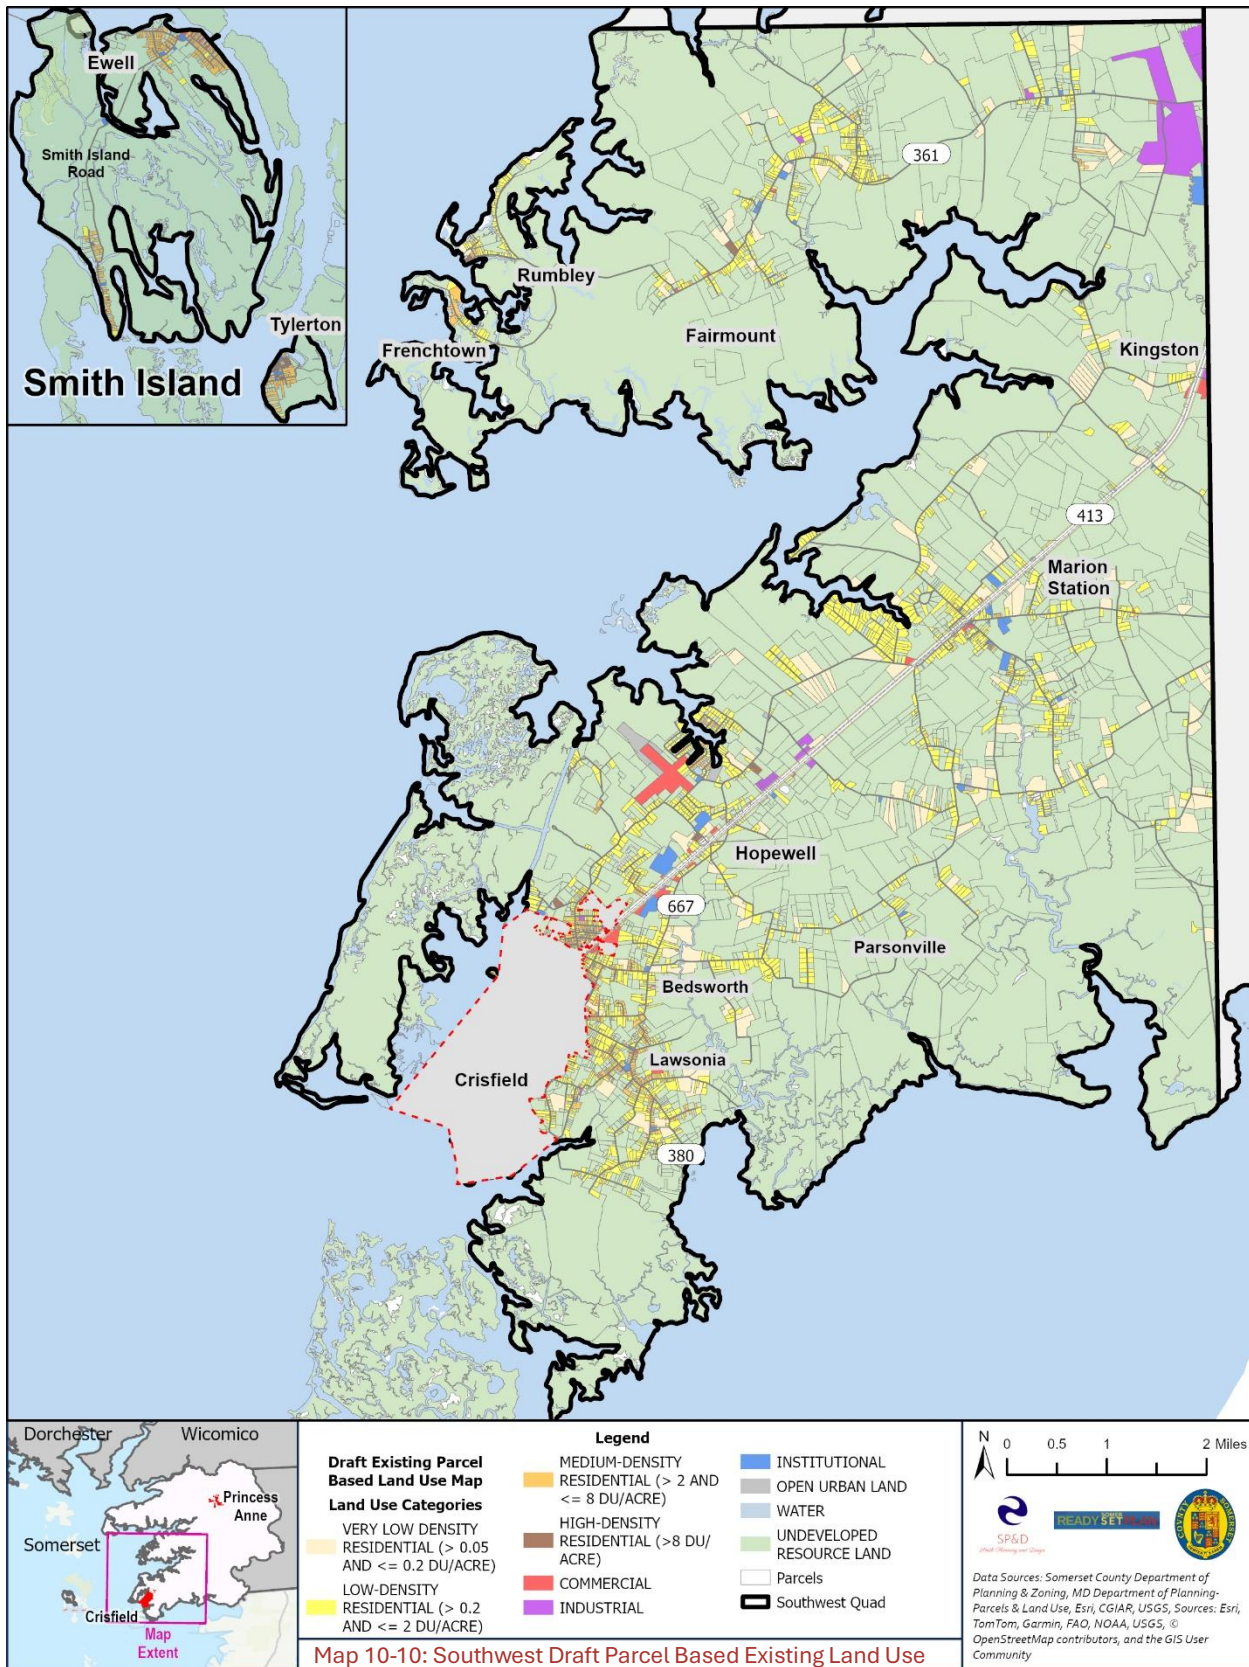 Ewell
Smith Island
Road
Tylerton
Smith Island
361
Rumbley
Fairmount
Frenchtown
Kingston
413
Marion
Station
Hopewell
667
Parsonville
Bedsworth
Lawsonia
Crisfield
380
Dorchester
Wicomico
Princess
Anne
Somerset
Crisfield
Map
Extent
Legend
Draft Existing Parcel
Based Land Use Map
Land Use Categories
VERY LOW DENSITY
RESIDENTIAL (> 0.05
AND <= 0.2 DU/ACRE)
LOW-DENSITY
RESIDENTIAL (> 0.2
AND <= 2 DU/ACRE)
MEDIUM-DENSITY
RESIDENTIAL (> 2 AND
<= 8 DU/ACRE)
HIGH-DENSITY
RESIDENTIAL (>8 DU/
ACRE)
COMMERCIAL
INDUSTRIAL
INSTITUTIONAL
OPEN URBAN LAND
WATER
UNDEVELOPED
RESOURCE LAND
Parcels
Southwest Quad
N
0 0.5 1 2 Miles
SP&D
READY SET
COUNTY SOMERSET
Data Sources: Somerset County Department of
Planning & Zoning, MD Department of Planning-
Parcels & Land Use, Esri, CGIAR, USGS, Sources: Esri,
TomTom, Garmin, FAO, NOAA, USGS, ©
OpenStreetMap contributors, and the GIS User
Community
Map 10-10: Southwest Draft Parcel Based Existing Land Use